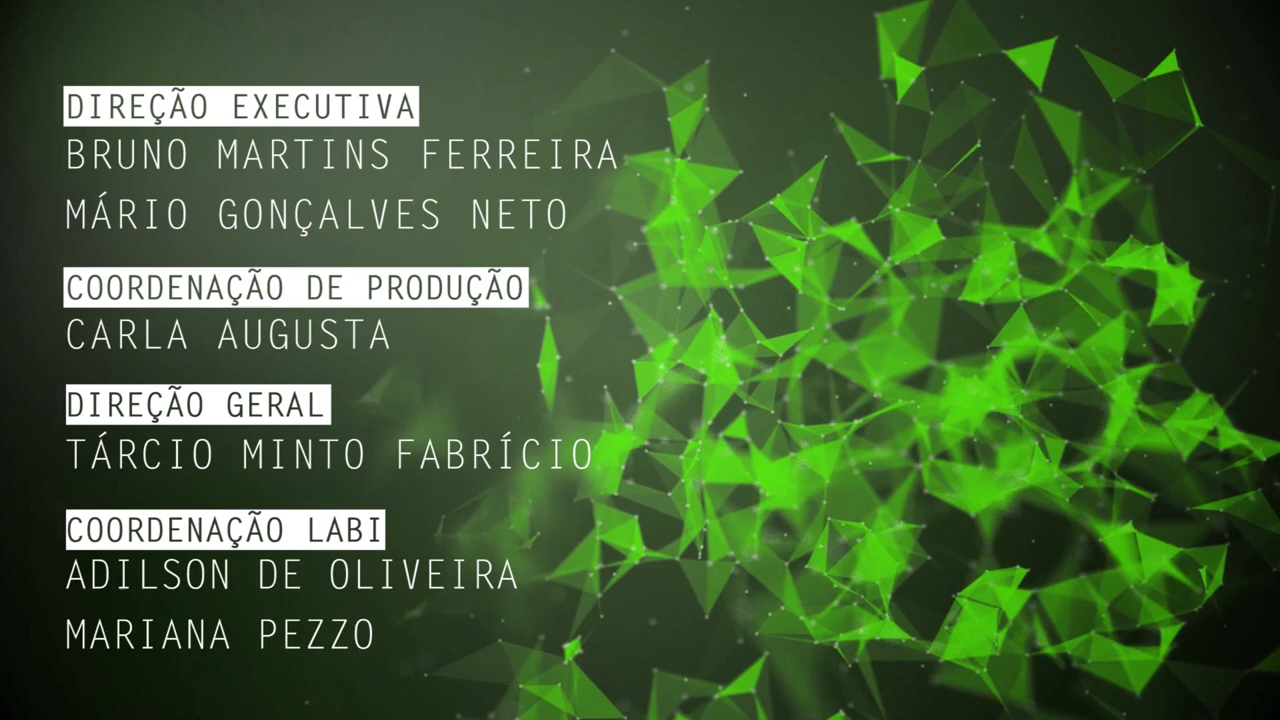 DIREÇÃO EXECUTIVA
BRUNO MARTINS FERREIRA
MÁRIO GONÇALVES NETO
COORDENAÇÃO DE PRODUÇÃO
CARLA AUGUSTA
DIREÇÃO GERAL
TÁRCIO MINTO FABRÍCIO
COORDENAÇÃO LABI
ADILSON DE OLIVEIRA
MARIANA PEZZO